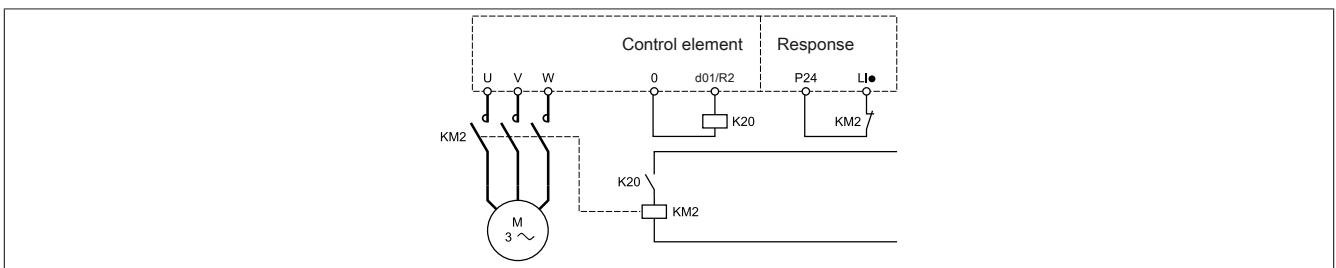 Control element
Response
U
V
W
0
d01/R2
P24
LI●
KM2
K20
KM2
K20
KM2
M
3